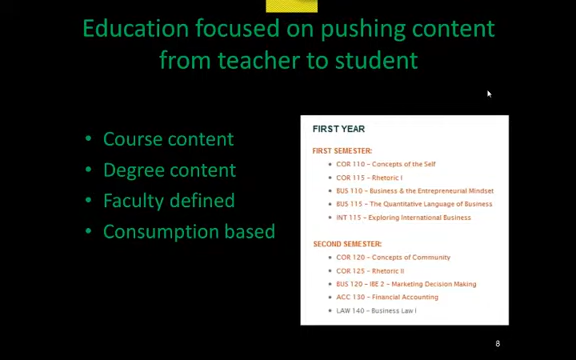 Education focused on pushing content
from teacher to student
• Course content
• Degree content
• Faculty defined
• Consumption based
FIRST YEAR
FIRST SEMESTER:
• COR 110 – Concepts of the Self
• COR 115 – Rhetoric I
• BUS 110 – Business & the Entrepreneurial Mindset
• BUS 115 – The Quantitative Language of Business
• INT 115 – Exploring International Business
SECOND SEMESTER:
• COR 120 – Concepts of Community
• COR 125 – Rhetoric II
• BUS 120 – IBE 2 – Marketing Decision Making
• ACC 130 – Financial Accounting
• LAW 140 – Business Law I
8